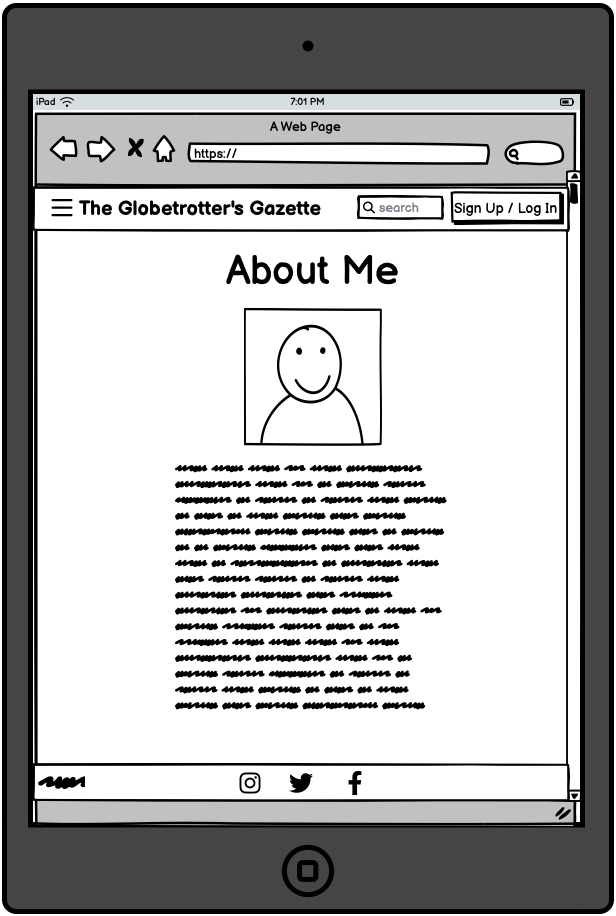 iPad 7:01 PM
A Web Page
https://
The Globetrotter's Gazette search Sign Up / Log In
About Me